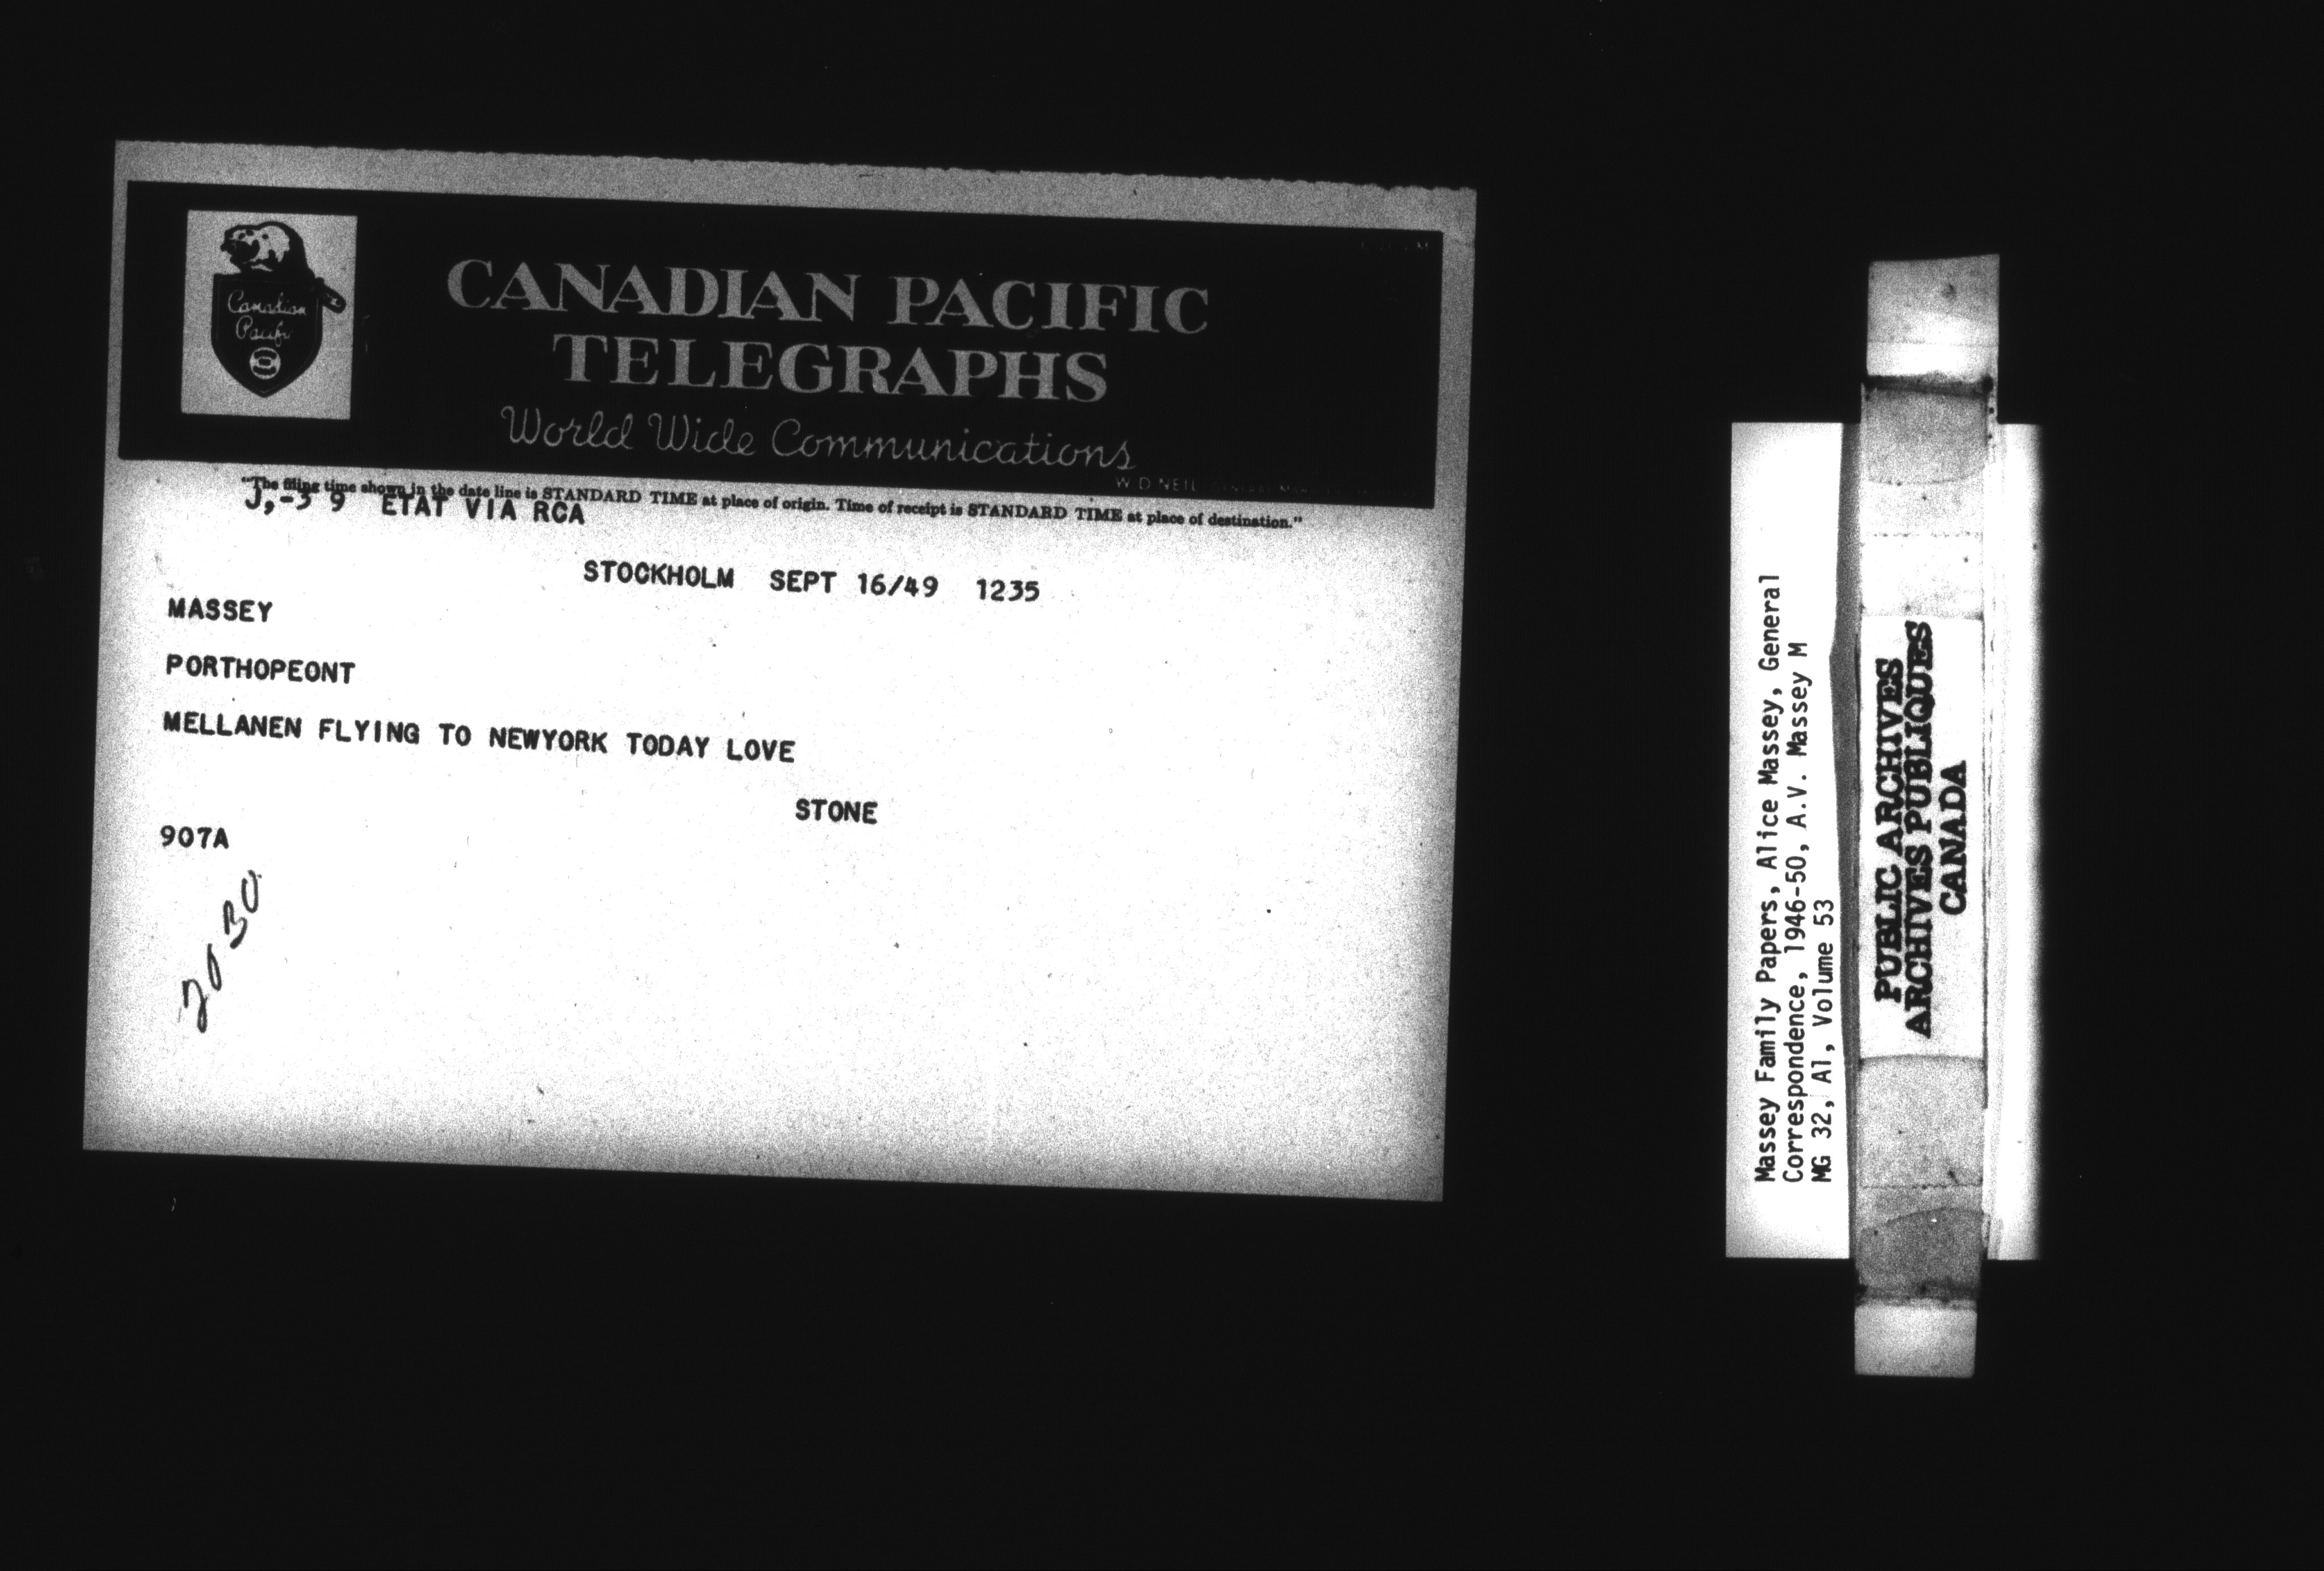 Canadian
Pacific
CANADIAN PACIFIC
TELEGRAPHS
World Wide Communications
W. D. NEIL
"The filing time shown in the date line is STANDARD TIME at place of origin. Time of receipt is STANDARD TIME at place of destination."
J,-3 9 ETAT VIA RCA
STOCKHOLM SEPT 16/49 1235
MASSEY
PORTHOPEONT
MELLANEN FLYING TO NEWYORK TODAY LOVE
STONE
907A
2030
Massey Family Papers, Alice Massey, General
Correspondence, 1946-50, A.V. Massey M
MG 32, A1, Volume 53
PUBLIC ARCHIVES
ARCHIVES PUBLIQUES
CANADA